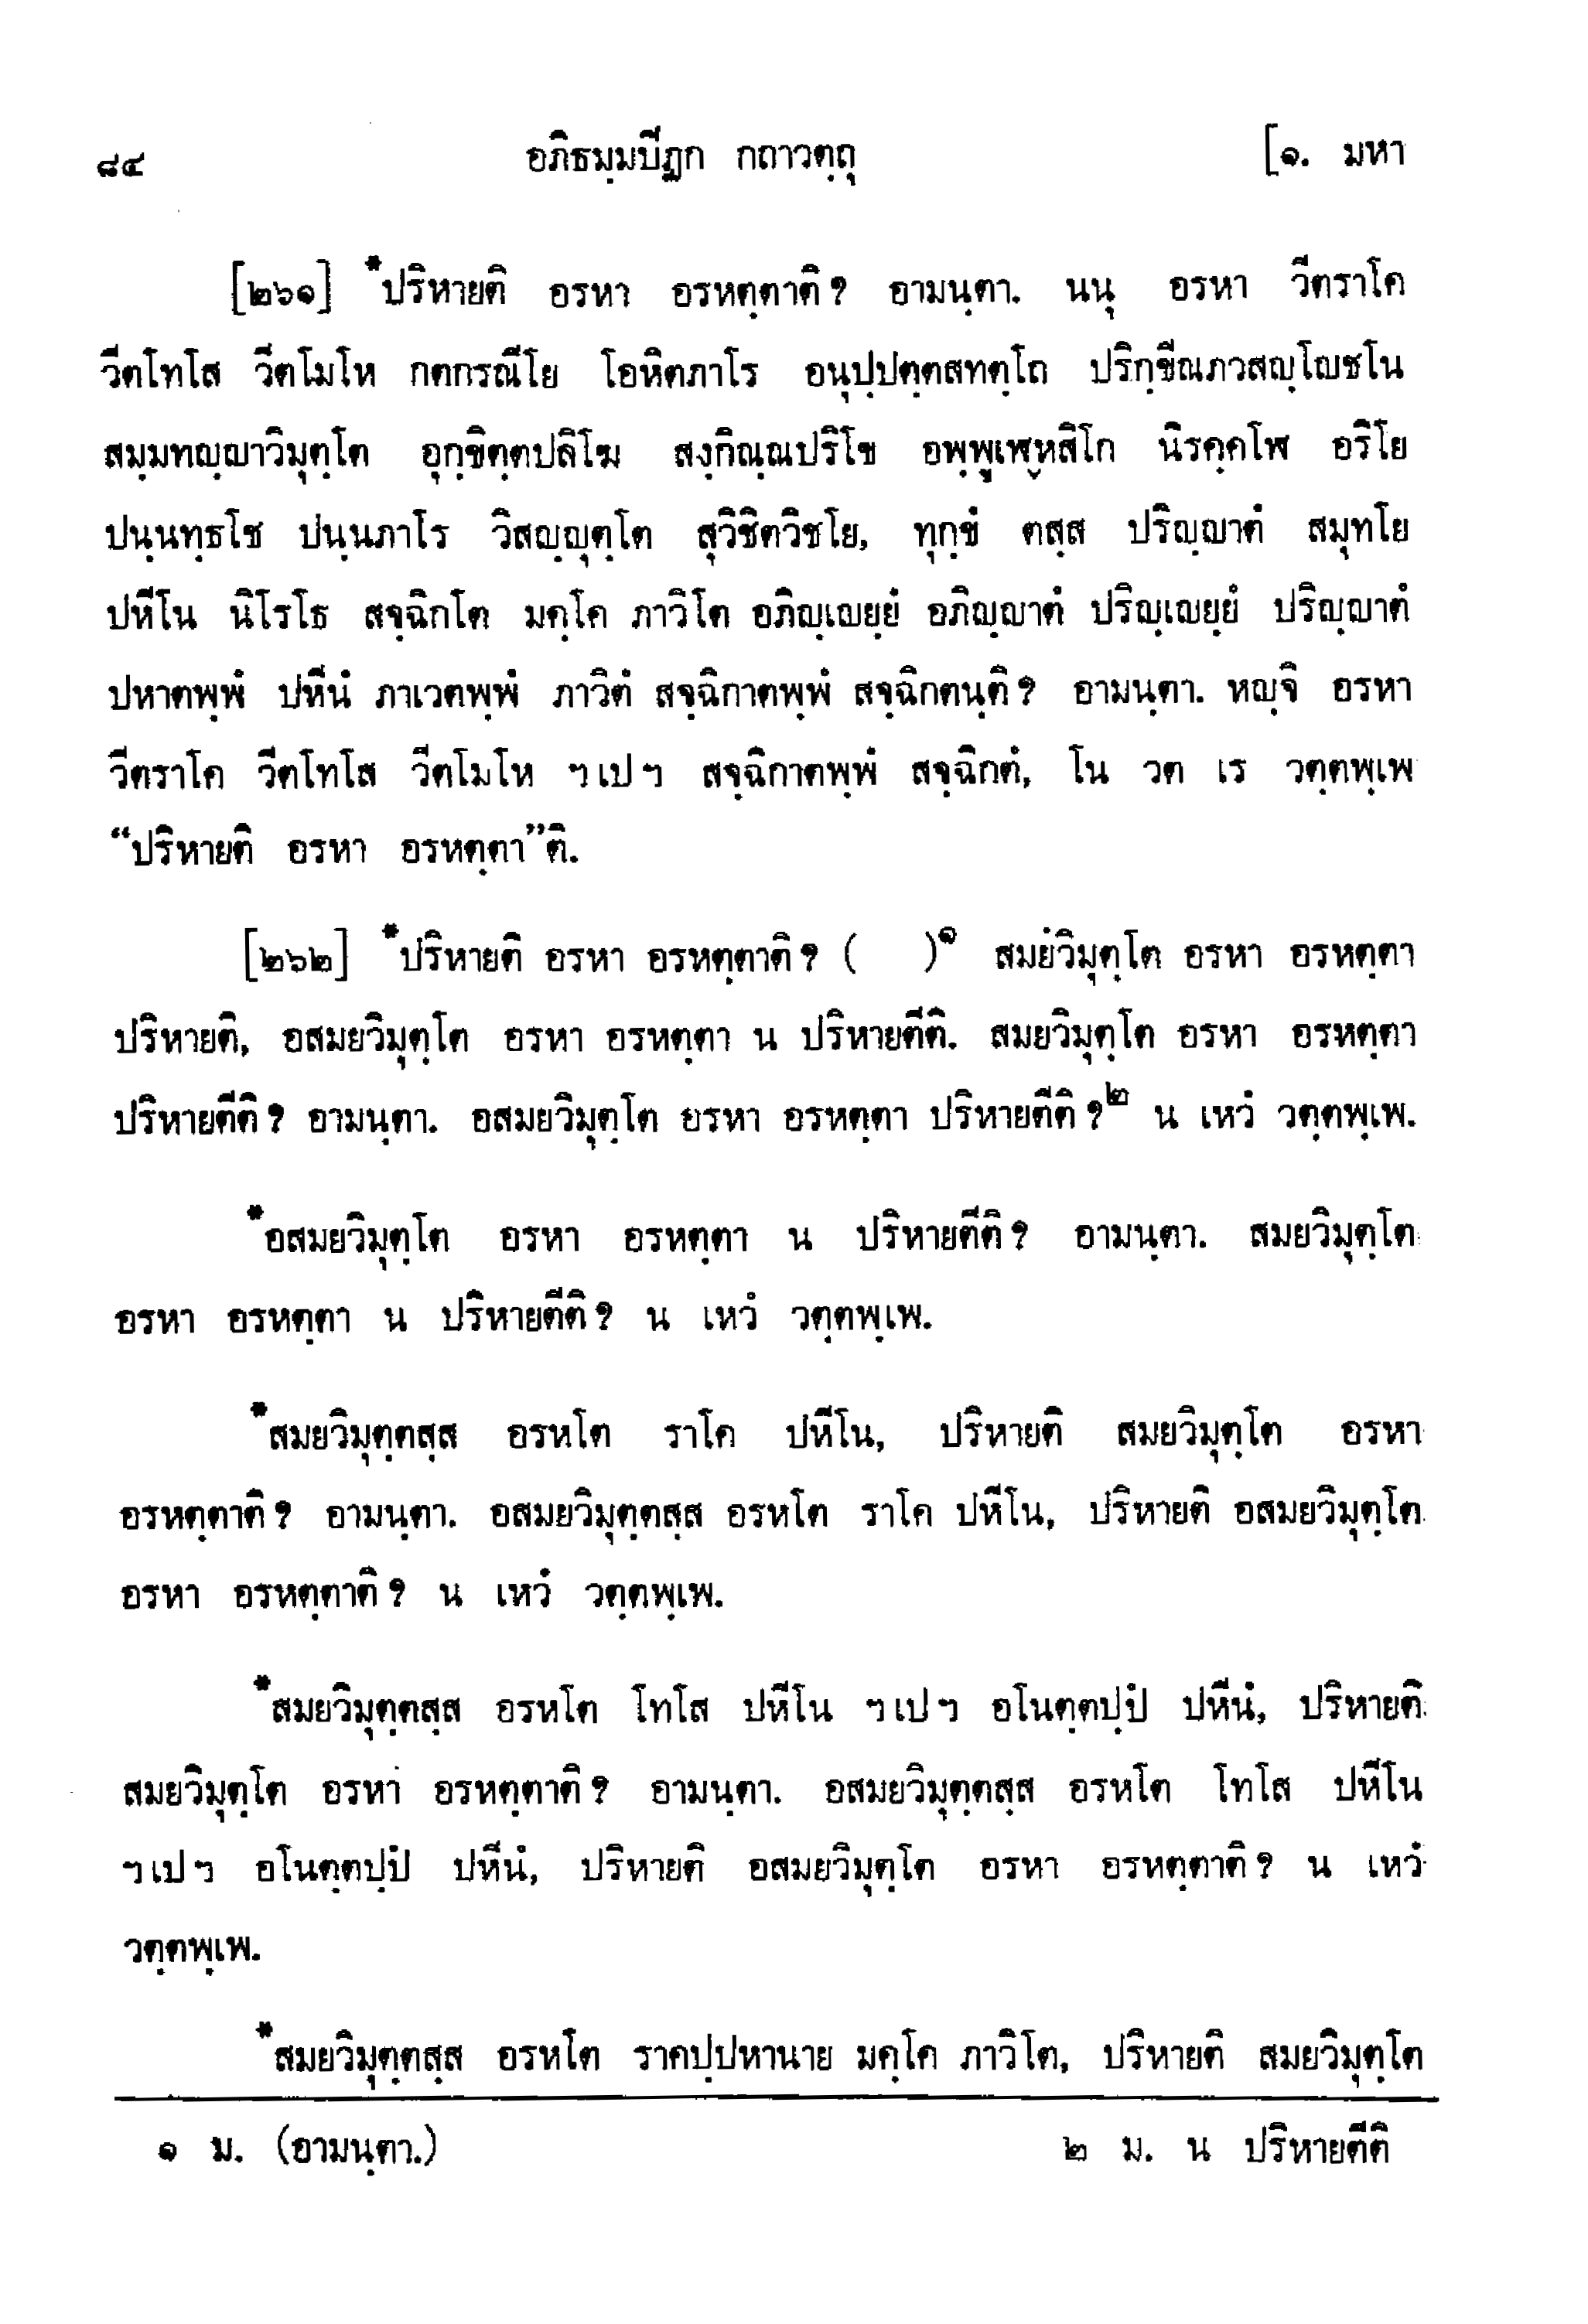 ๘๔ อภิธมฺมปีฏก กถาวตฺถุ [๑. มหา
[๒๖๑] *ปริหายติ อรหา อรหตฺตาติ? อามนฺตา. นนุ อรหา วีตราโค
วีตโทโส วีตโมโห กตกรณีโย โอหิตภาโร อนุปฺปตฺตสทตฺโถ ปริกฺขีณภวสญฺโญชโน
สมฺมทญฺญาวิมุตฺโต อุกฺขิตฺตปลิโฆ สงฺกิณฺณปริโข อพฺพูเฬฺหสิโก นิรคฺคโฬ อริโย
ปนฺนทฺธโช ปนฺนภาโร วิสญฺญุตฺโต สุวิชิตวิชโย, ทุกฺขํ ตสฺส ปริญฺญาตํ สมุทโย
ปหีโน นิโรโธ สจฺฉิกโต มคฺโค ภาวิโต อภิญฺเญยฺยํ อภิญฺญาตํ ปริญฺเญยฺยํ ปริญฺญาตํ
ปหาตพฺพํ ปหีนํ ภาเวตพฺพํ ภาวิตํ สจฺฉิกาตพฺพํ สจฺฉิกตนฺติ? อามนฺตา. หญฺจิ อรหา
วีตราโค วีตโทโส วีตโมโห ฯเปฯ สจฺฉิกาตพฺพํ สจฺฉิกตํ, โน วต เร วตฺตพฺเพ
“ปริหายติ อรหา อรหตฺตา”ติ.
[๒๖๒] *ปริหายติ อรหา อรหตฺตาติ? ( )๑ สมยวิมุตฺโต อรหา อรหตฺตา
ปริหายติ, อสมยวิมุตฺโต อรหา อรหตฺตา น ปริหายตีติ. สมยวิมุตฺโต อรหา อรหตฺตา
ปริหายตีติ? อามนฺตา. อสมยวิมุตฺโต อรหา อรหตฺตา ปริหายตีติ?๒ น เหวํ วตฺตพฺเพ.
*อสมยวิมุตฺโต อรหา อรหตฺตา น ปริหายตีติ? อามนฺตา. สมยวิมุตฺโต
อรหา อรหตฺตา น ปริหายตีติ? น เหวํ วตฺตพฺเพ.
*สมยวิมุตฺตสฺส อรหโต ราโค ปหีโน, ปริหายติ สมยวิมุตฺโต อรหา
อรหตฺตาติ? อามนฺตา. อสมยวิมุตฺตสฺส อรหโต ราโค ปหีโน, ปริหายติ อสมยวิมุตฺโต
อรหา อรหตฺตาติ? น เหวํ วตฺตพฺเพ.
*สมยวิมุตฺตสฺส อรหโต โทโส ปหีโน ฯเปฯ อโนตฺตปฺปํ ปหีนํ, ปริหายติ
สมยวิมุตฺโต อรหา อรหตฺตาติ? อามนฺตา. อสมยวิมุตฺตสฺส อรหโต โทโส ปหีโน
ฯเปฯ อโนตฺตปฺปํ ปหีนํ, ปริหายติ อสมยวิมุตฺโต อรหา อรหตฺตาติ? น เหวํ
วตฺตพฺเพ.
*สมยวิมุตฺตสฺส อรหโต ราคปฺปหานาย มคฺโค ภาวิโต, ปริหายติ สมยวิมุตฺโต
๑ ม. (อามนฺตา.) ๒ ม. น ปริหายตีติ